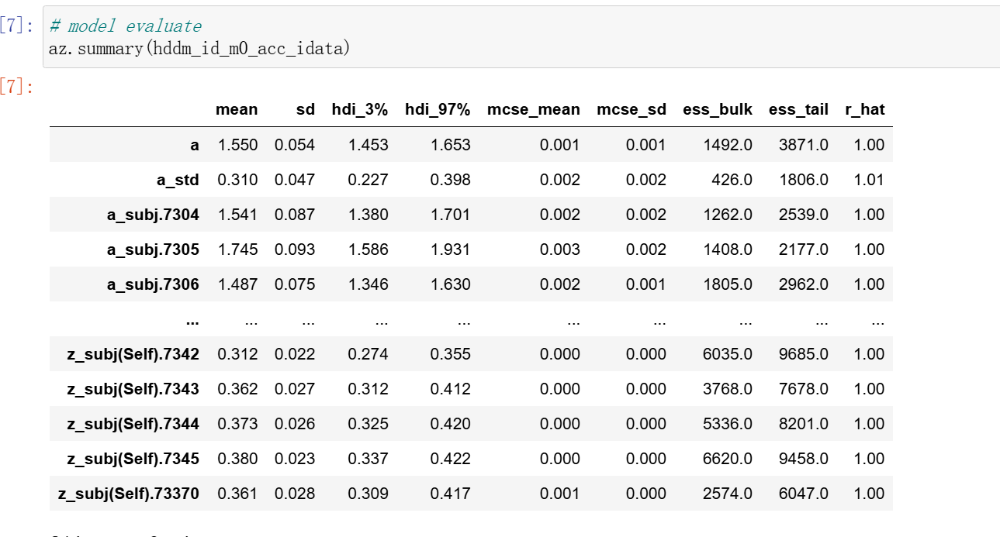 [7]: # model evaluate
az.summary(hddm_id_m0_acc_idata)
[7]:
mean sd hdi_3% hdi_97% mcse_mean mcse_sd ess_bulk ess_tail r_hat
a 1.550 0.054 1.453 1.653 0.001 0.001 1492.0 3871.0 1.00
a_std 0.310 0.047 0.227 0.398 0.002 0.002 426.0 1806.0 1.01
a_subj.7304 1.541 0.087 1.380 1.701 0.002 0.002 1262.0 2539.0 1.00
a_subj.7305 1.745 0.093 1.586 1.931 0.003 0.002 1408.0 2177.0 1.00
a_subj.7306 1.487 0.075 1.346 1.630 0.002 0.001 1805.0 2962.0 1.00
... ... ... ... ... ... ... ... ... ...
z_subj(Self).7342 0.312 0.022 0.274 0.355 0.000 0.000 6035.0 9685.0 1.00
z_subj(Self).7343 0.362 0.027 0.312 0.412 0.000 0.000 3768.0 7678.0 1.00
z_subj(Self).7344 0.373 0.026 0.325 0.420 0.000 0.000 5336.0 8201.0 1.00
z_subj(Self).7345 0.380 0.023 0.337 0.422 0.000 0.000 6620.0 9458.0 1.00
z_subj(Self).73370 0.361 0.028 0.309 0.417 0.001 0.000 2574.0 6047.0 1.00